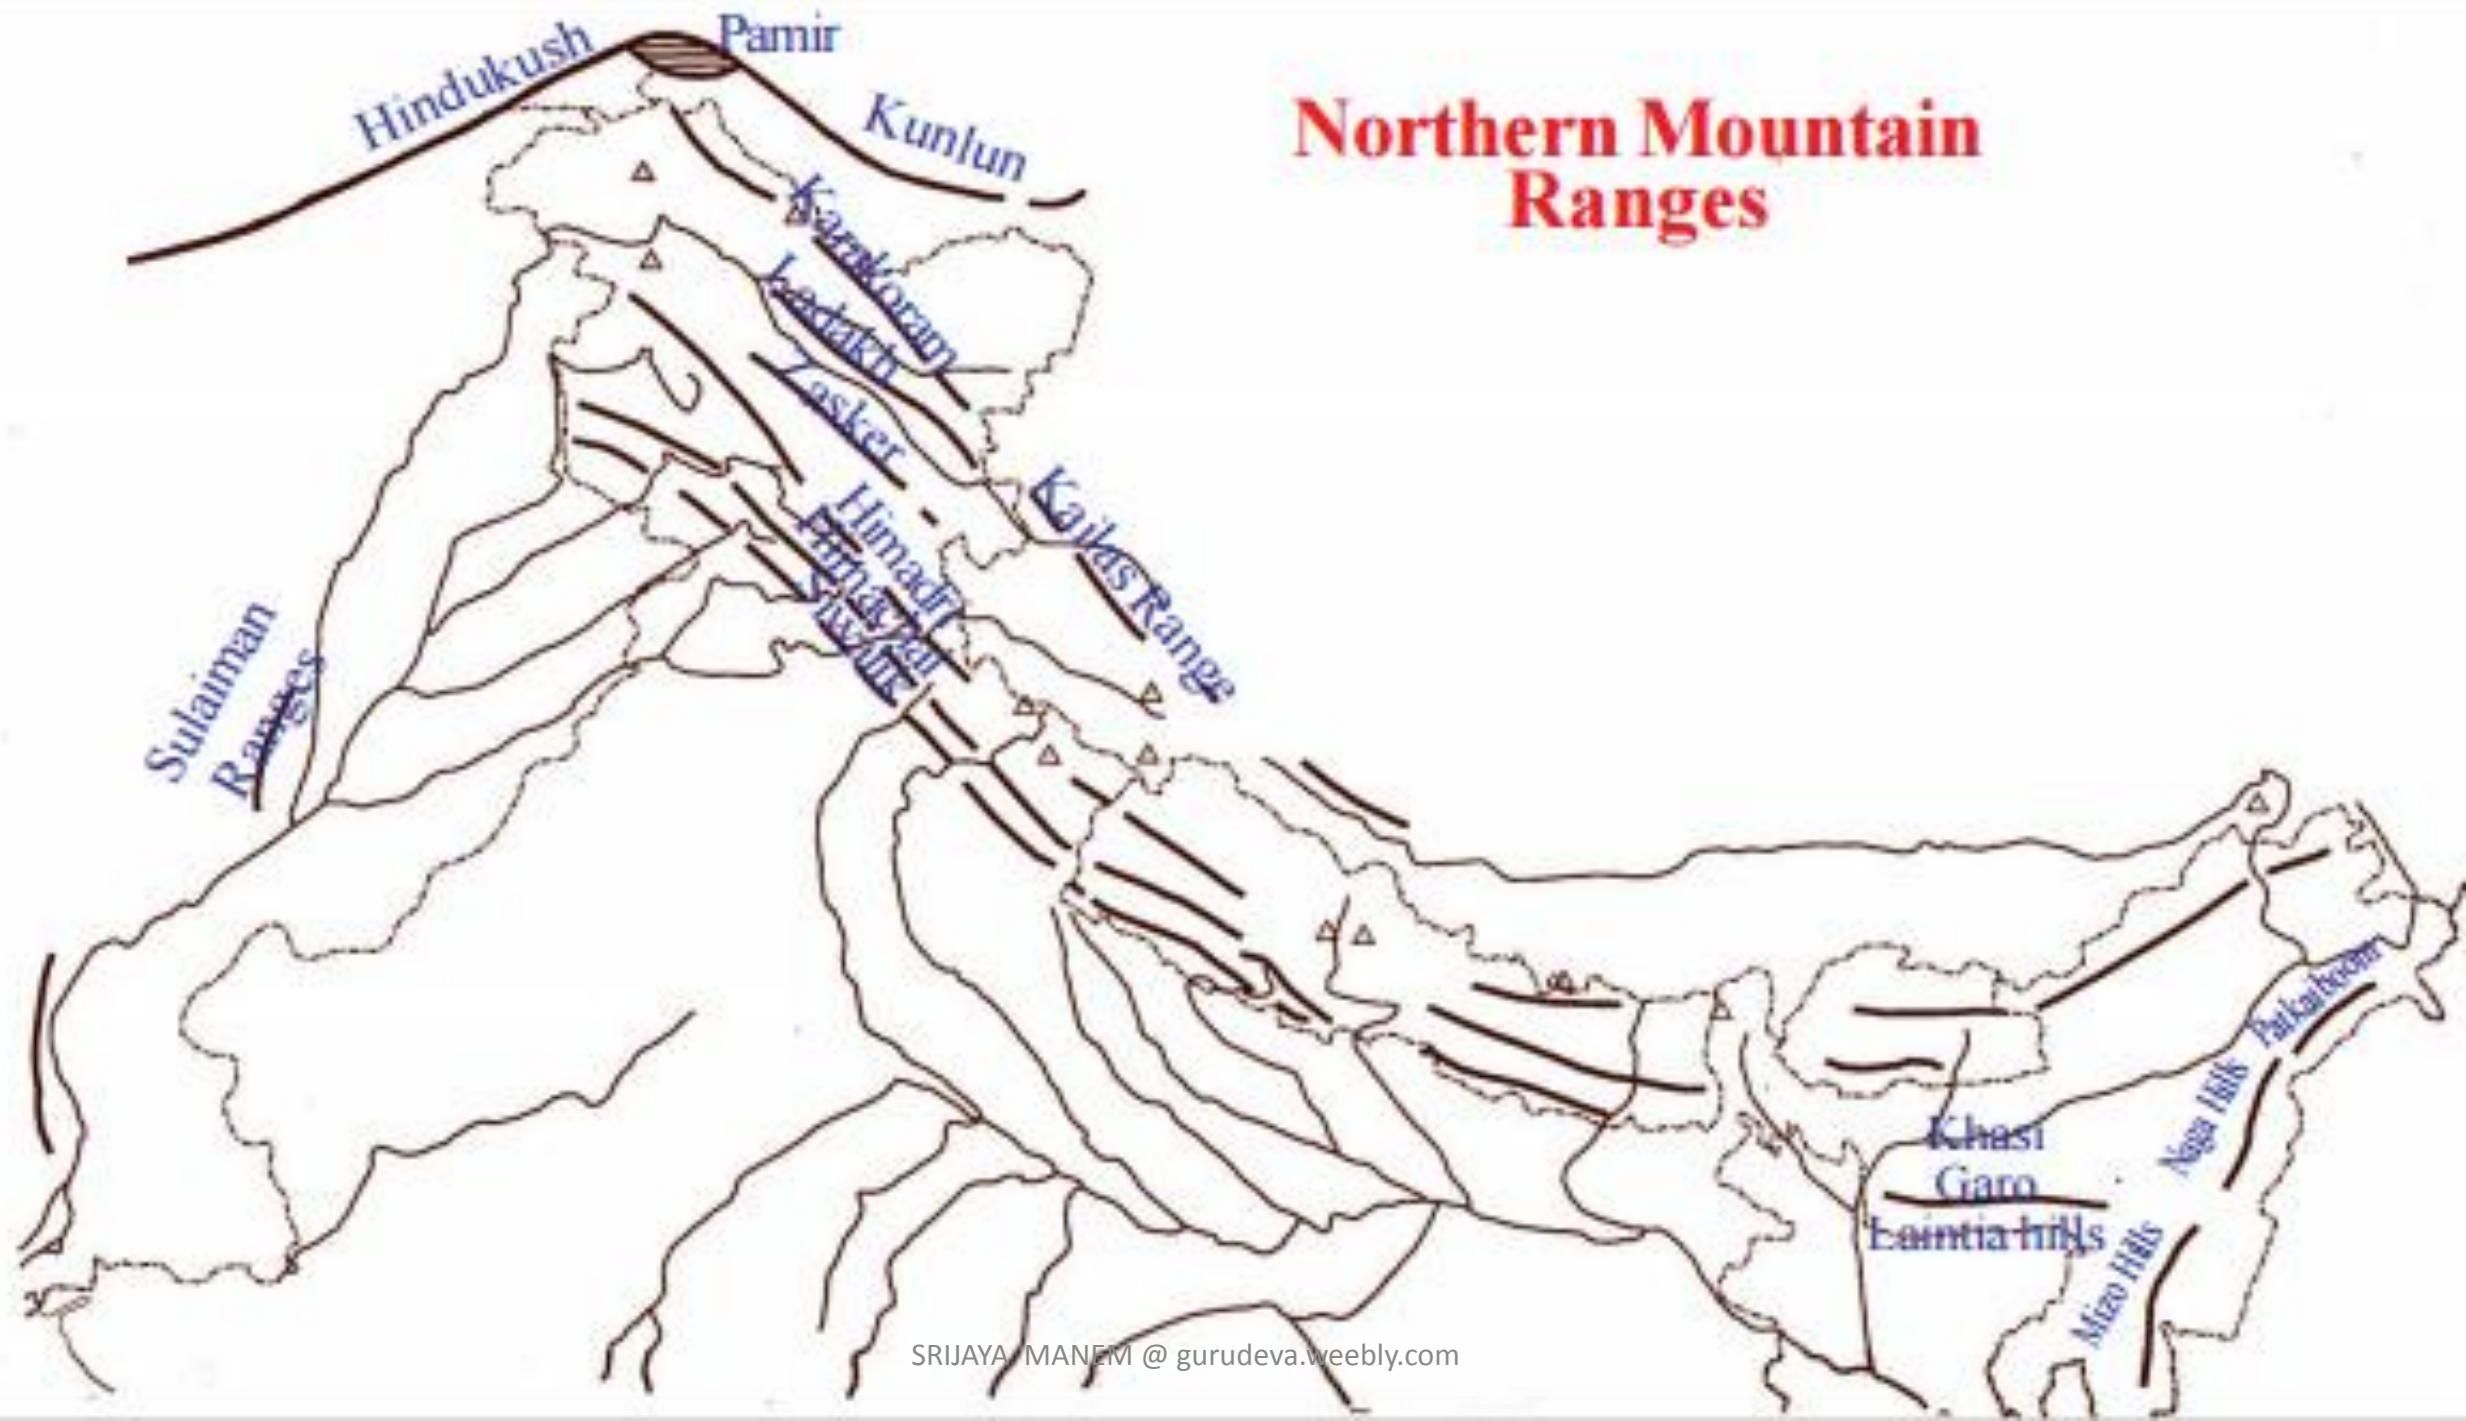 Pamir
Hindukush
Kunlun
Northern Mountain
Ranges
Karakoram
Ladakh
Zasker
Kailas Range
Himadri
Himachal
Siwalik
Sulaiman
Ranges
Patkaiboom
Naga Hills
Khasi
Garo
Laintia hills
Mizo Hills
SRIJAYA MANEM @ gurudeva.weebly.com